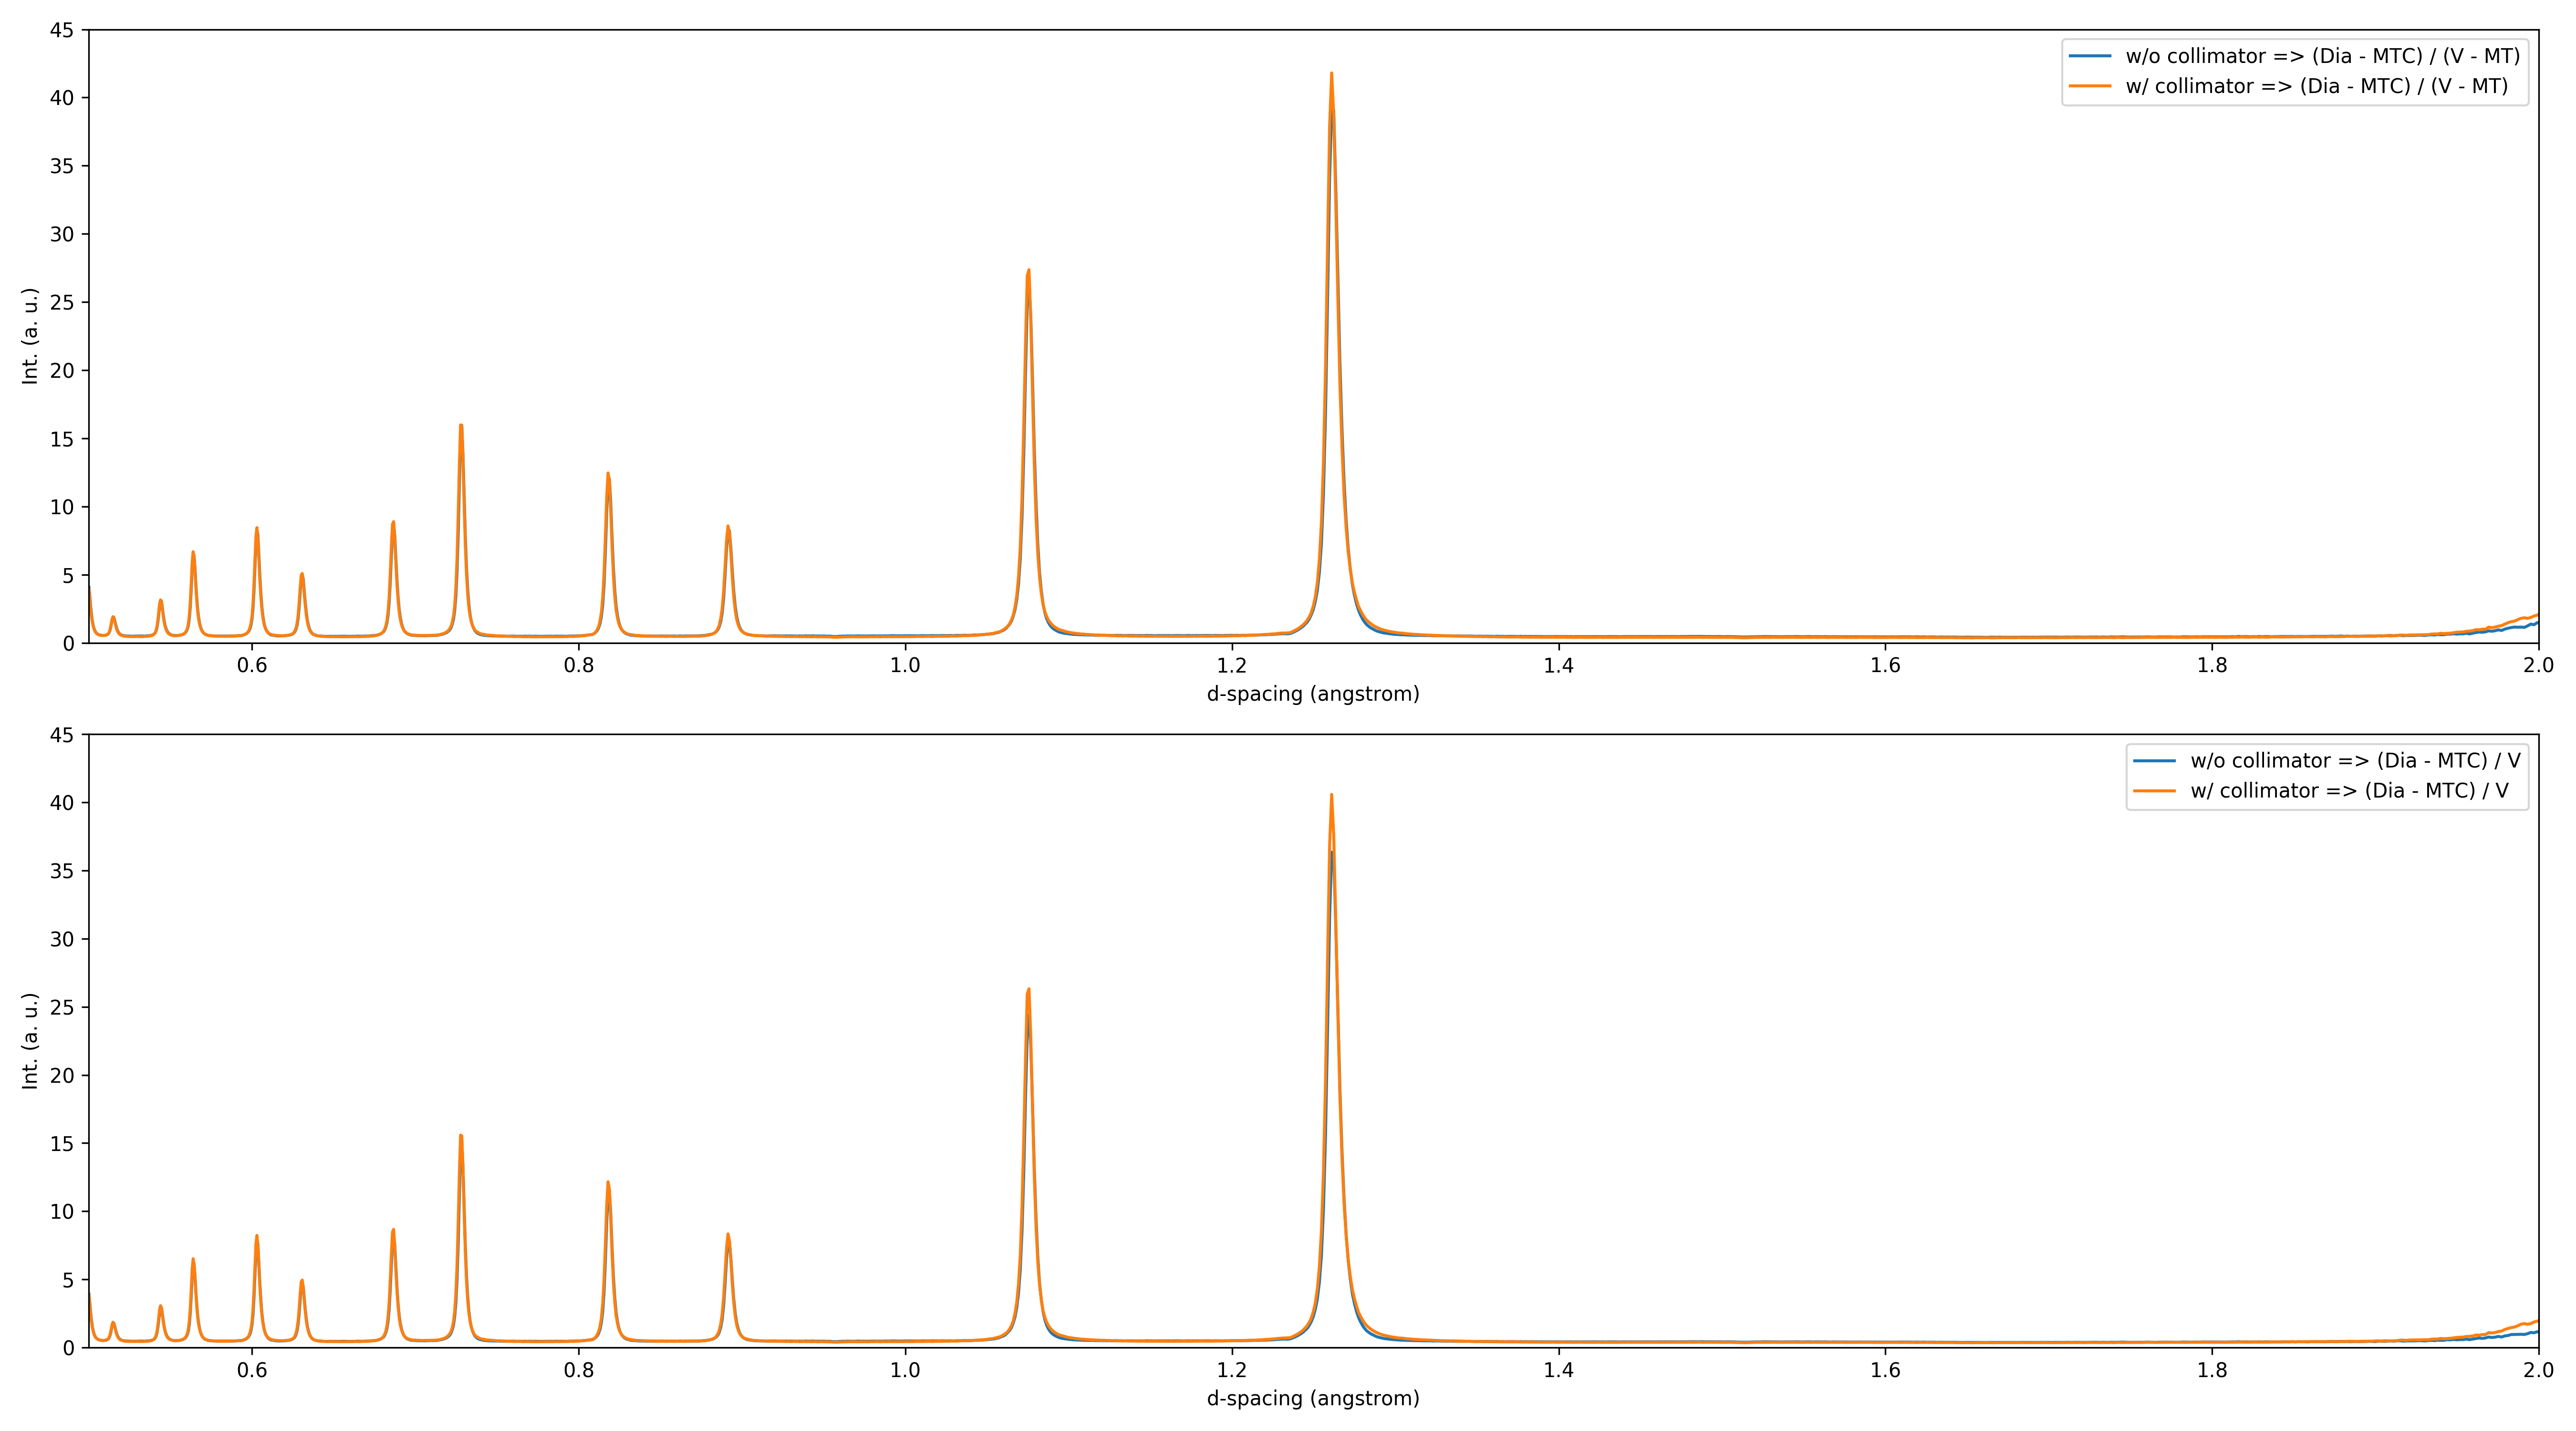 45
40
35
30
25
20
15
10
5
0
Int. (a. u.)
w/o collimator => (Dia - MTC) / (V - MT)
w/ collimator => (Dia - MTC) / (V - MT)
0.6 0.8 1.0 1.2 1.4 1.6 1.8 2.0
d-spacing (angstrom)
45
40
35
30
25
20
15
10
5
0
Int. (a. u.)
w/o collimator => (Dia - MTC) / V
w/ collimator => (Dia - MTC) / V
0.6 0.8 1.0 1.2 1.4 1.6 1.8 2.0
d-spacing (angstrom)